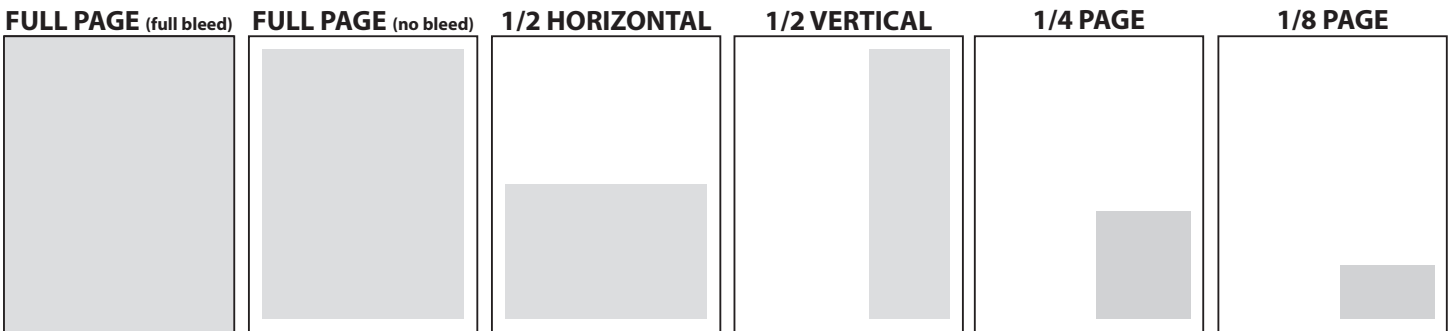 FULL PAGE (full bleed)
FULL PAGE (no bleed)
1/2 HORIZONTAL
1/2 VERTICAL
1/4 PAGE
1/8 PAGE